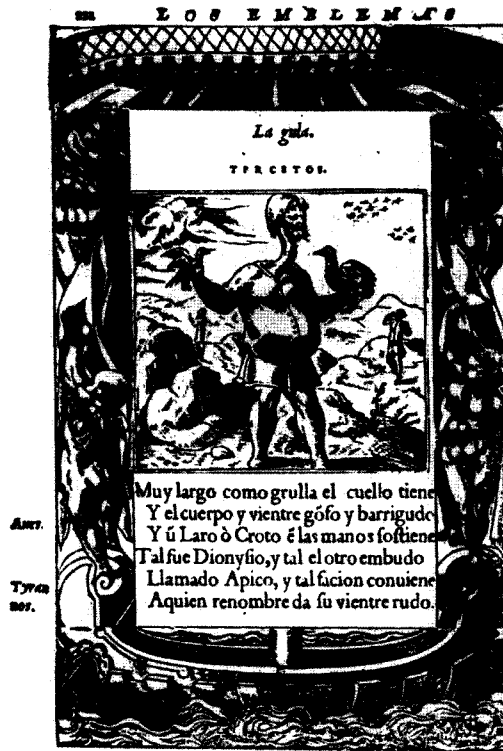 LOS EMBLEMAS
La gula.
TERCETOS.
Muy largo como grulla el cuello tiene
Y el cuerpo y vientre gófo y barrigudo
Y ũ Laro ò Croto ẽ las manos ſoſtiene
Tal fue Dionyſio, y tal el otro embudo
Llamado Apico, y tal facion conuiene
Aquien renombre da ſu vientre rudo.
Aues.
Tyran
nos.